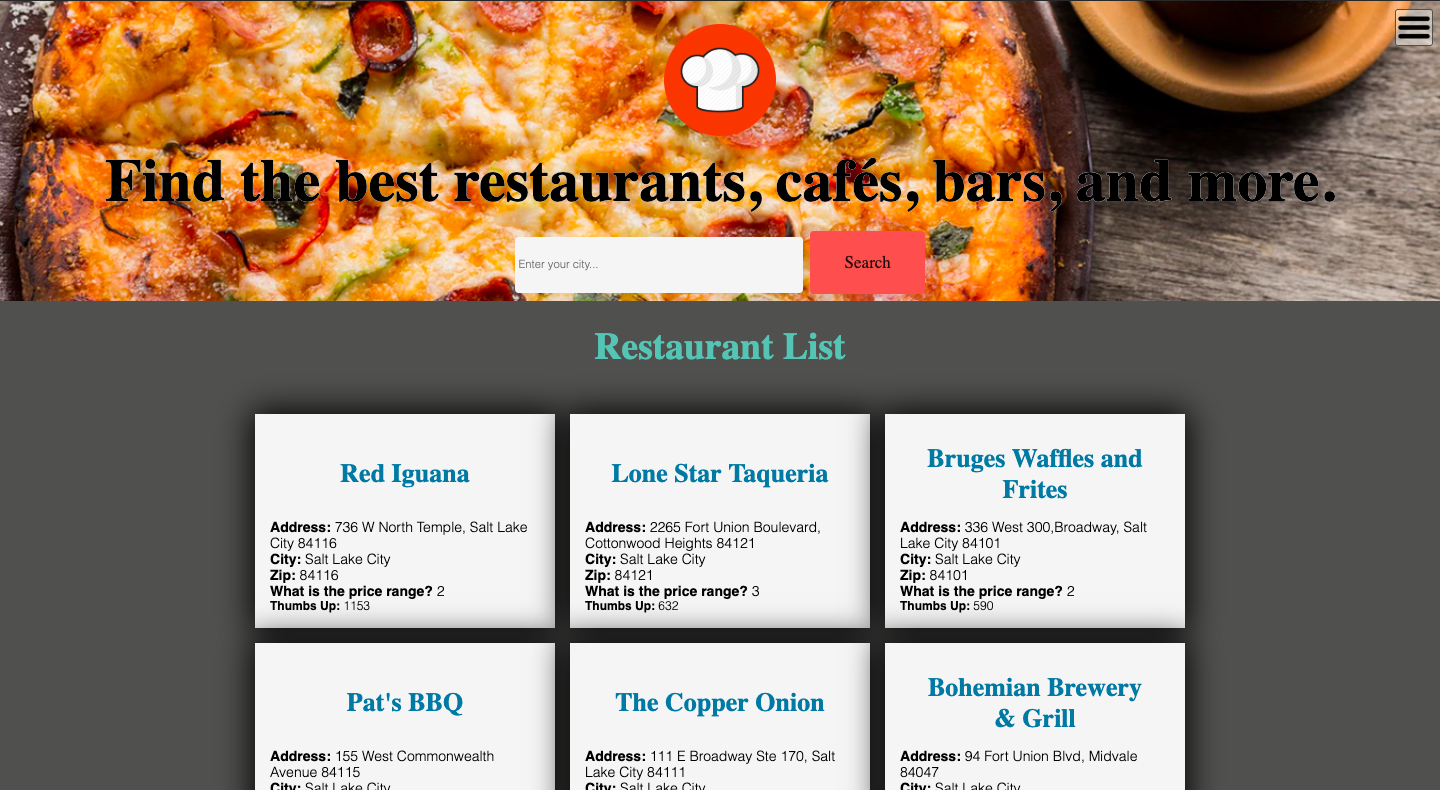 Find the best restaurants, cafés, bars, and more.
Enter your city...
Search
Restaurant List
Red Iguana
Address: 736 W North Temple, Salt Lake
City 84116
City: Salt Lake City
Zip: 84116
What is the price range? 2
Thumbs Up: 1153
Lone Star Taqueria
Address: 2265 Fort Union Boulevard,
Cottonwood Heights 84121
City: Salt Lake City
Zip: 84121
What is the price range? 3
Thumbs Up: 632
Bruges Waffles and
Frites
Address: 336 West 300,Broadway, Salt
Lake City 84101
City: Salt Lake City
Zip: 84101
What is the price range? 2
Thumbs Up: 590
Pat's BBQ
Address: 155 West Commonwealth
Avenue 84115
City: Salt Lake City
The Copper Onion
Address: 111 E Broadway Ste 170, Salt
Lake City 84111
City: Salt Lake City
Bohemian Brewery
& Grill
Address: 94 Fort Union Blvd, Midvale
84047
City: Salt Lake City